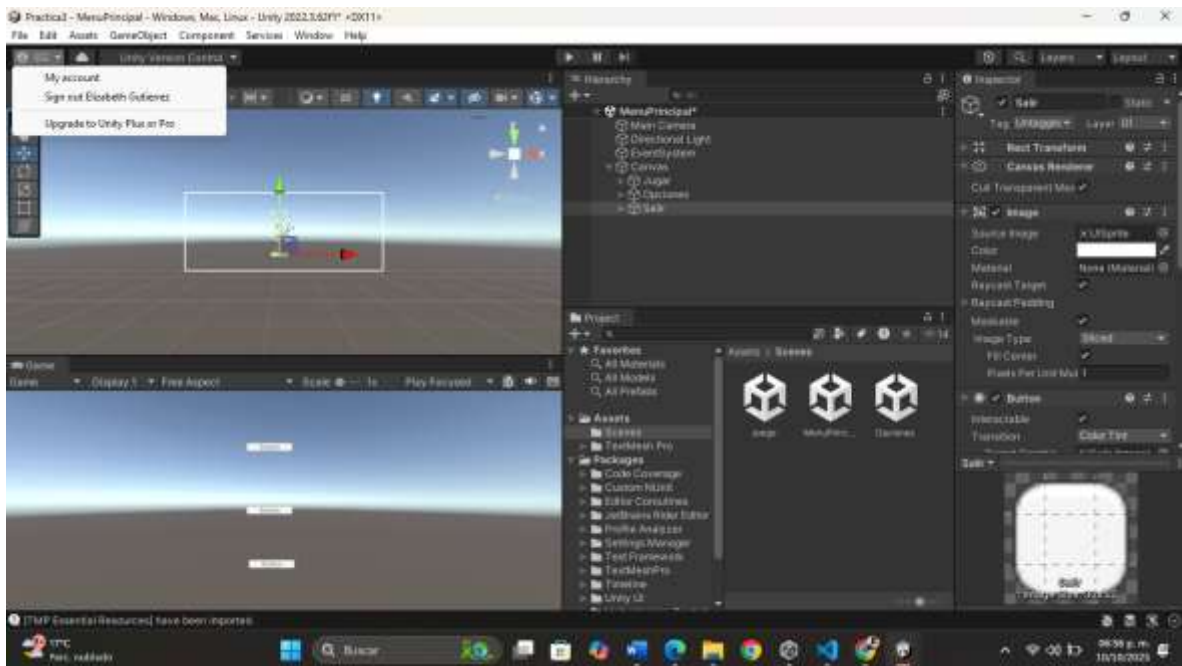 Practica3 - MenuPrincipal - Windows, Mac, Linux - Unity 2022.3.62f1* <DX11>
File Edit Assets GameObject Component Services Window Help
Unity Version Control
Layers
Layout
My account
Sign out Elizabeth Gutierrez
Upgrade to Unity Plus or Pro
Hierarchy
MenuPrincipal*
Main Camera
Directional Light
EventSystem
Canvas
Jugar
Opciones
Salir
Inspector
Salir
Static
Tag Untagged Layer UI
Rect Transform
Canvas Renderer
Cull Transparent Mesh
Image
Source Image UISprite
Color
Material None (Material)
Raycast Target
Raycast Padding
Maskable
Image Type Sliced
Fill Center
Pixels Per Unit Mul 1
Button
Interactable
Transition Color Tint
Salir
Salir
Project
14
Favorites
All Materials
All Models
All Prefabs
Assets
Scenes
TextMesh Pro
Packages
Code Coverage
Custom NUnit
Editor Coroutines
JetBrains Rider Editor
Profile Analyzer
Settings Manager
Test Framework
TextMeshPro
Timeline
Unity UI
Assets > Scenes
Juego
MenuPrinc...
Opciones
Game
Game Display 1 Free Aspect Scale 1x Play Focused
[TMP Essential Resources] have been imported.
17°C
Parc. nublado
Buscar
06:56 p. m.
10/10/2025